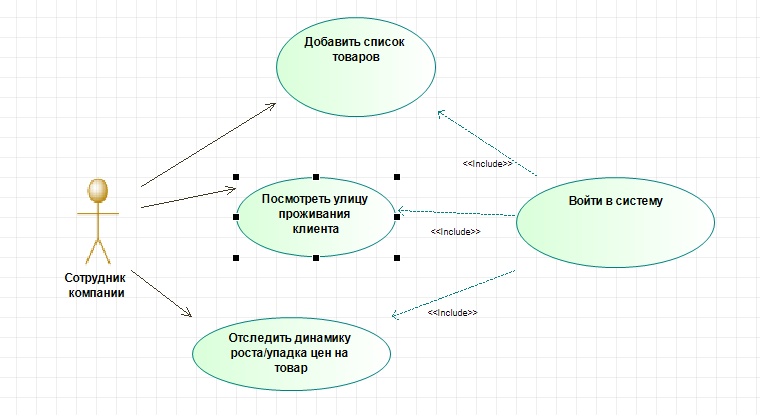 Добавить список
товаров
<<Include>>
Посмотреть улицу
проживания
клиента
Войти в систему
<<Include>>
Сотрудник
компании
<<Include>>
Отследить динамику
роста/упадка цен на
товар